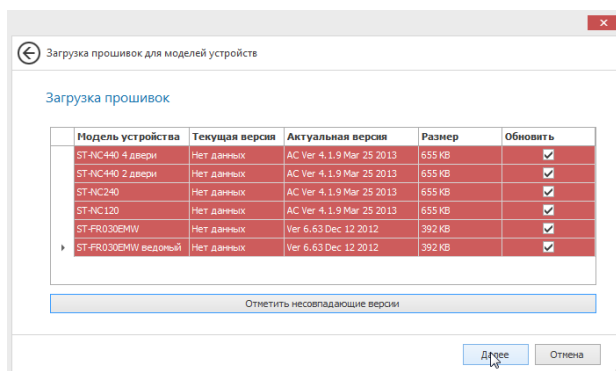 Загрузка прошивок для моделей устройств
Загрузка прошивок
Модель устройства Текущая версия Актуальная версия Размер Обновить
ST-NC440 4 двери Нет данных AC Ver 4.1.9 Mar 25 2013 655 KB
ST-NC440 2 двери Нет данных AC Ver 4.1.9 Mar 25 2013 655 KB
ST-NC240 Нет данных AC Ver 4.1.9 Mar 25 2013 655 KB
ST-NC120 Нет данных AC Ver 4.1.9 Mar 25 2013 655 KB
ST-FR030EMW Нет данных Ver 6.63 Dec 12 2012 392 KB
ST-FR030EMW ведомый Нет данных Ver 6.63 Dec 12 2012 392 KB
Отметить несовпадающие версии
Далее Отмена